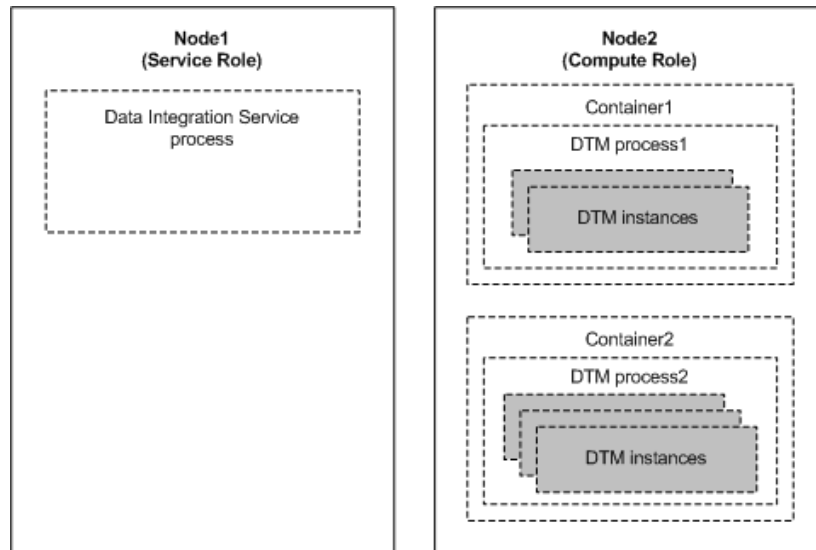 Node1
(Service Role)
Data Integration Service
process
Node2
(Compute Role)
Container1
DTM process1
DTM instances
Container2
DTM process2
DTM instances